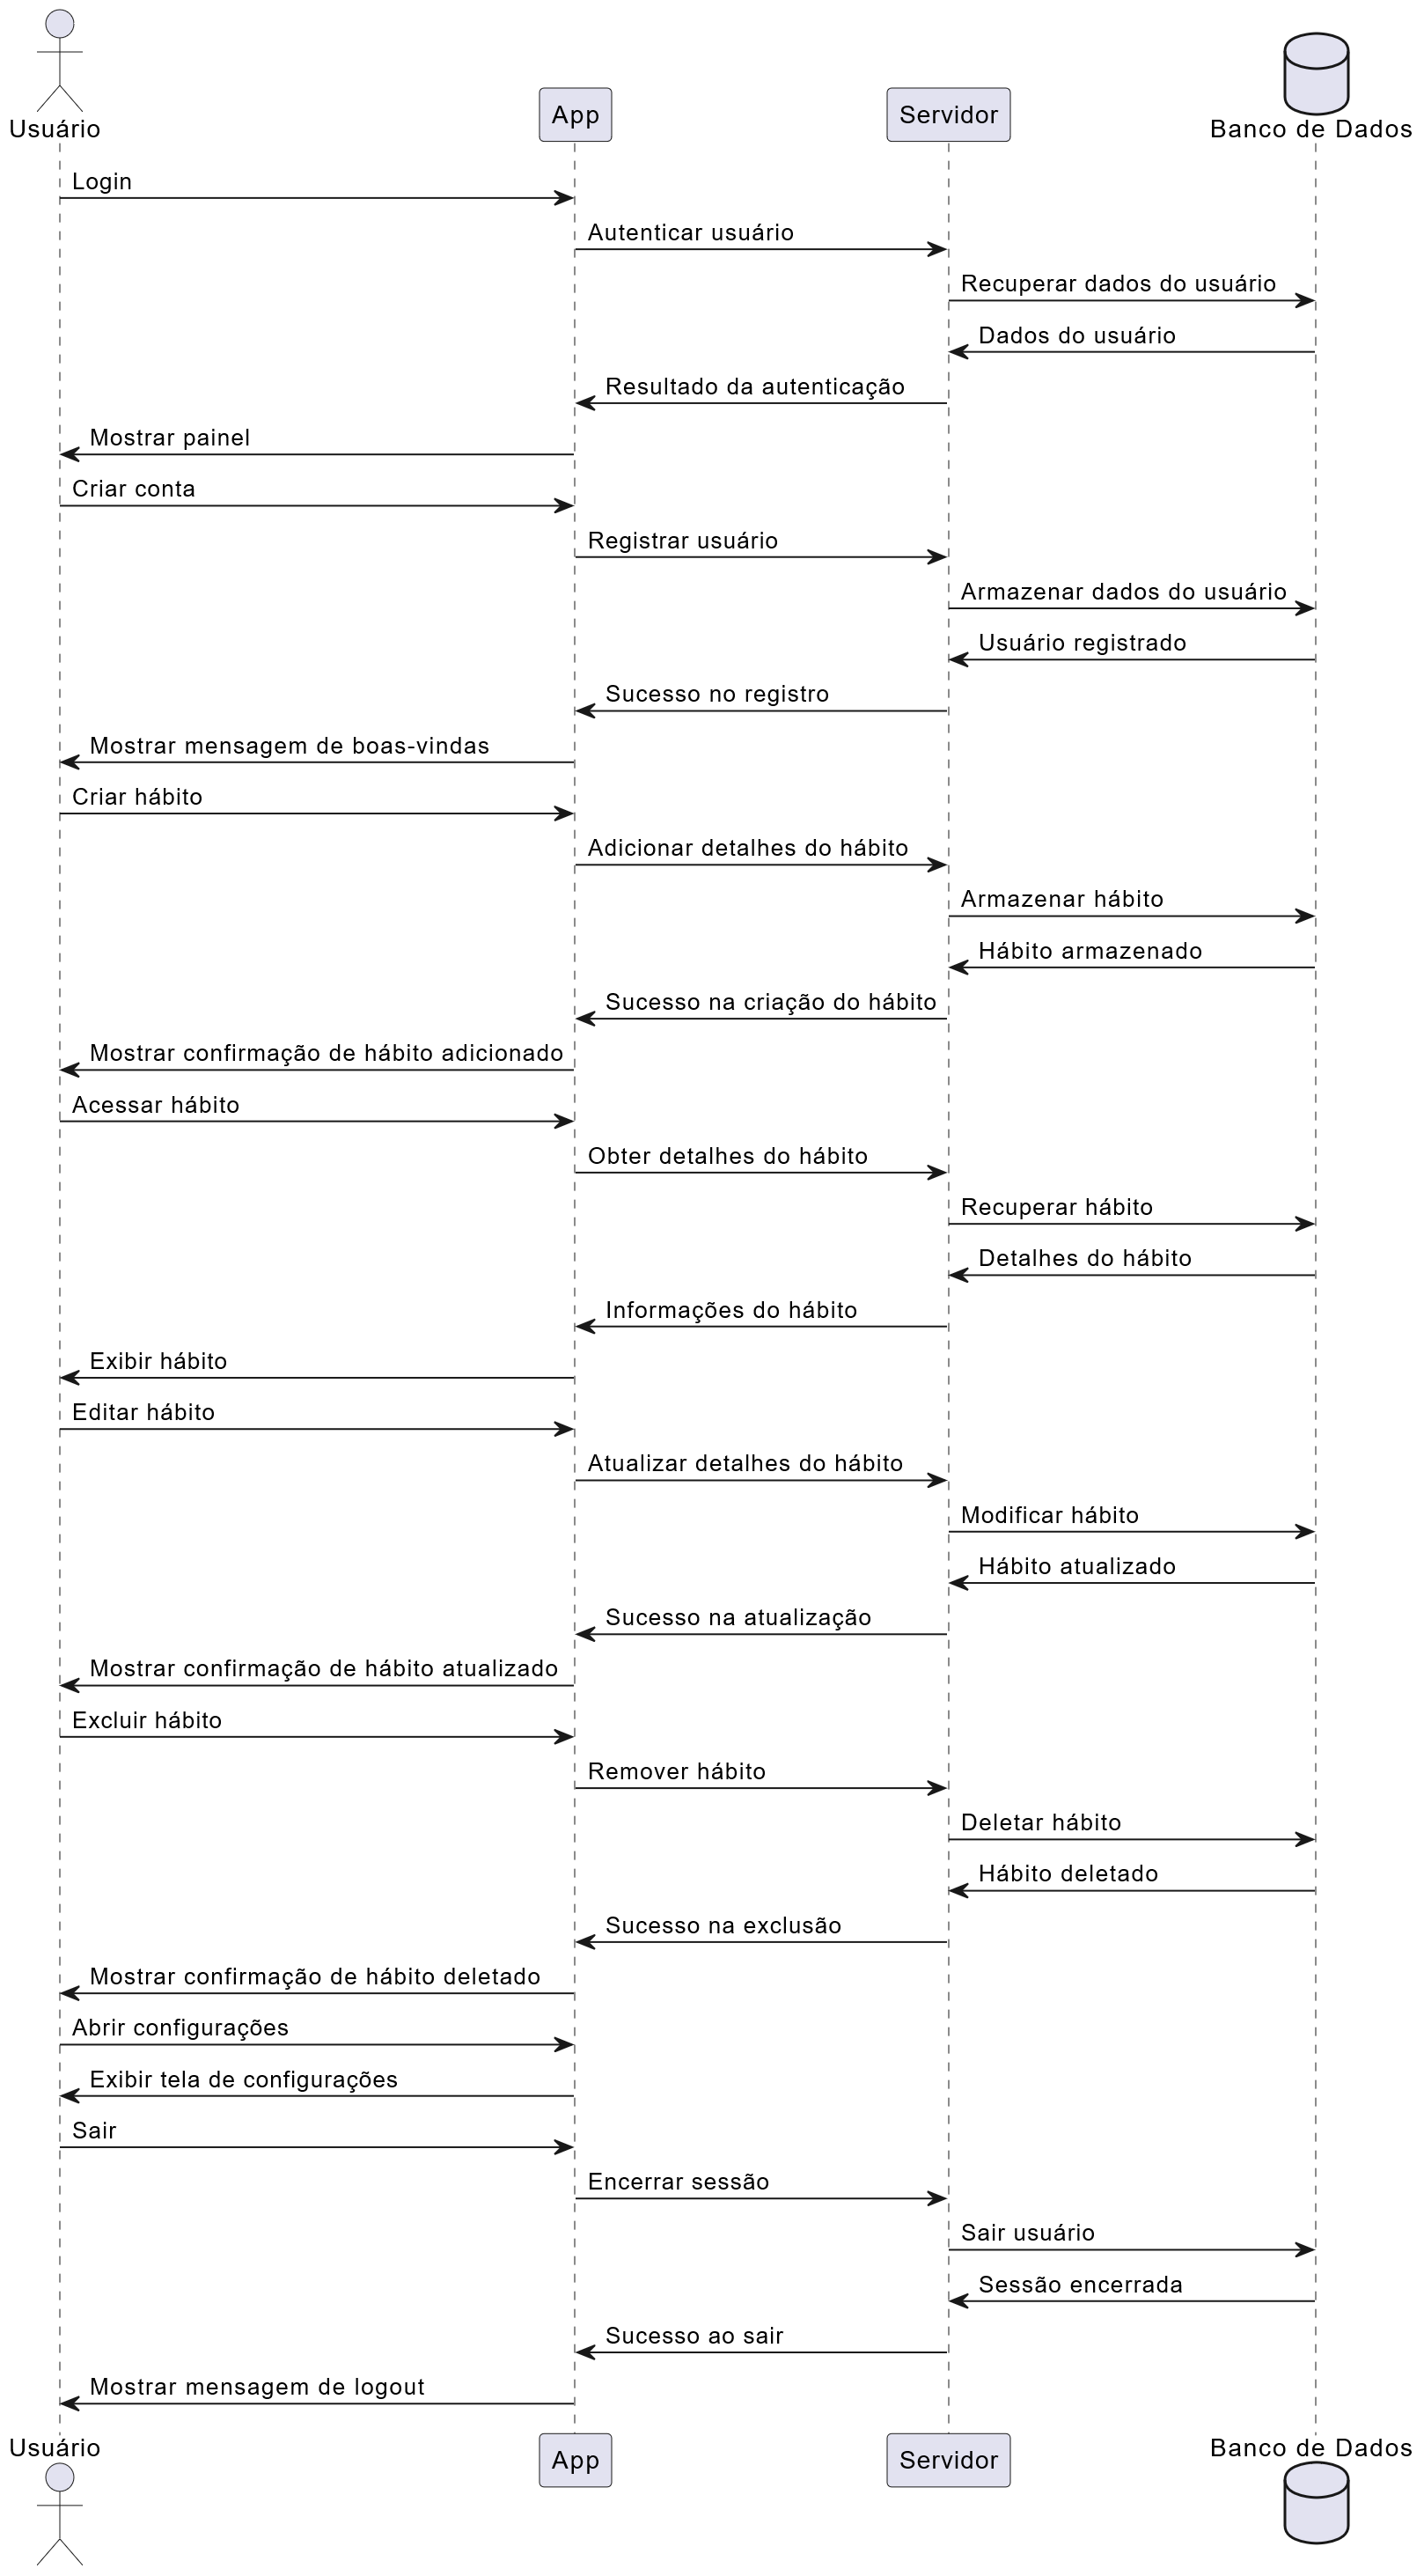 Usuário
App
Servidor
Banco de Dados
Login
Autenticar usuário
Recuperar dados do usuário
Dados do usuário
Resultado da autenticação
Mostrar painel
Criar conta
Registrar usuário
Armazenar dados do usuário
Usuário registrado
Sucesso no registro
Mostrar mensagem de boas-vindas
Criar hábito
Adicionar detalhes do hábito
Armazenar hábito
Hábito armazenado
Sucesso na criação do hábito
Mostrar confirmação de hábito adicionado
Acessar hábito
Obter detalhes do hábito
Recuperar hábito
Detalhes do hábito
Informações do hábito
Exibir hábito
Editar hábito
Atualizar detalhes do hábito
Modificar hábito
Hábito atualizado
Sucesso na atualização
Mostrar confirmação de hábito atualizado
Excluir hábito
Remover hábito
Deletar hábito
Hábito deletado
Sucesso na exclusão
Mostrar confirmação de hábito deletado
Abrir configurações
Exibir tela de configurações
Sair
Encerrar sessão
Sair usuário
Sessão encerrada
Sucesso ao sair
Mostrar mensagem de logout
Usuário
App
Servidor
Banco de Dados